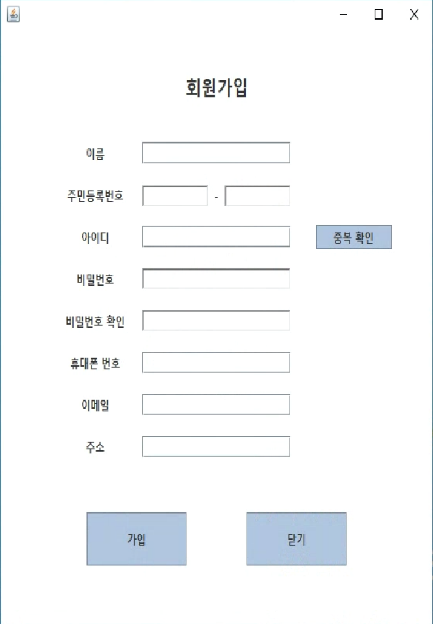 회원가입
이름
주민등록번호 -
아이디 중복 확인
비밀번호
비밀번호 확인
휴대폰 번호
이메일
주소
가입 닫기